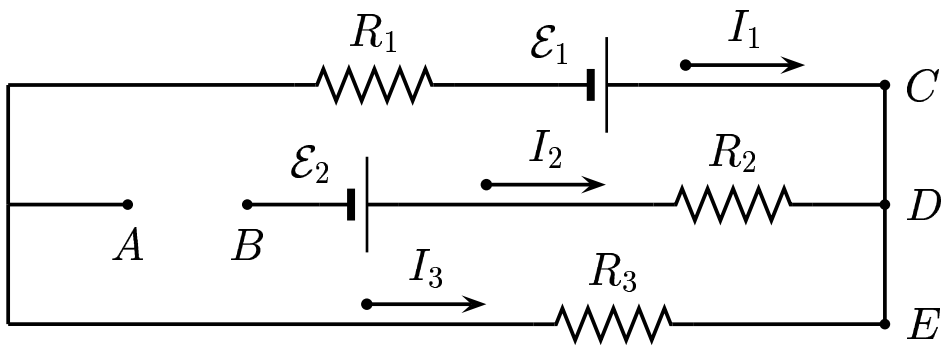 R₁ ℰ₁ I₁ C
ℰ₂ I₂ R₂ D
A B
I₃ R₃ E